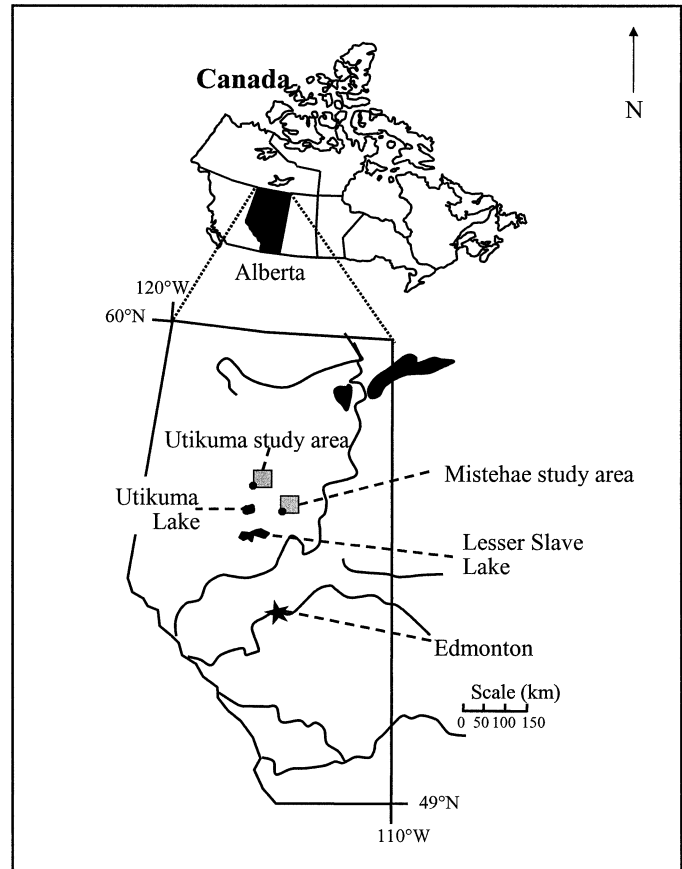 Canada
N
Alberta
120°W
60°N
Utikuma study area
Mistehae study area
Utikuma
Lake
Lesser Slave
Lake
Edmonton
Scale (km)
0 50 100 150
49°N
110°W